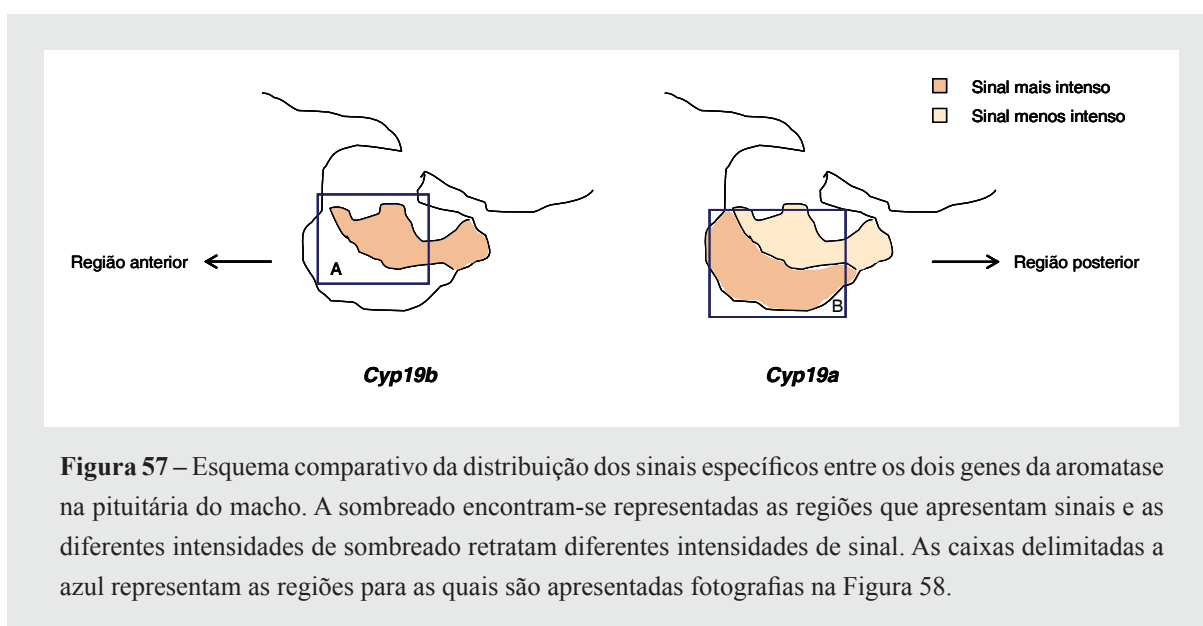 Sinal mais intenso
Sinal menos intenso
Região anterior
A
B
Região posterior
Cyp19b
Cyp19a
Figura 57 – Esquema comparativo da distribuição dos sinais específicos entre os dois genes da aromatase
na pituitária do macho. A sombreado encontram-se representadas as regiões que apresentam sinais e as
diferentes intensidades de sombreado retratam diferentes intensidades de sinal. As caixas delimitadas a
azul representam as regiões para as quais são apresentadas fotografias na Figura 58.